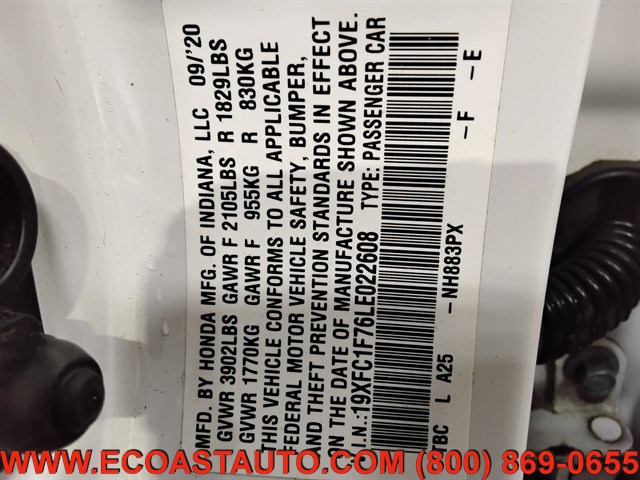 MFD. BY HONDA MFG. OF INDIANA, LLC 09/'20
GVWR 3902LBS GAWR F 2105LBS R 1829LBS
GVWR 1770KG GAWR F 955KG R 830KG
THIS VEHICLE CONFORMS TO ALL APPLICABLE
FEDERAL MOTOR VEHICLE SAFETY, BUMPER,
AND THEFT PREVENTION STANDARDS IN EFFECT
ON THE DATE OF MANUFACTURE SHOWN ABOVE.
V.I.N.:19XFC1F76LE022608 TYPE: PASSENGER CAR
TBC L A25 -NH883PX -F -E
WWW.ECOASTAUTO.COM (800) 869-0655